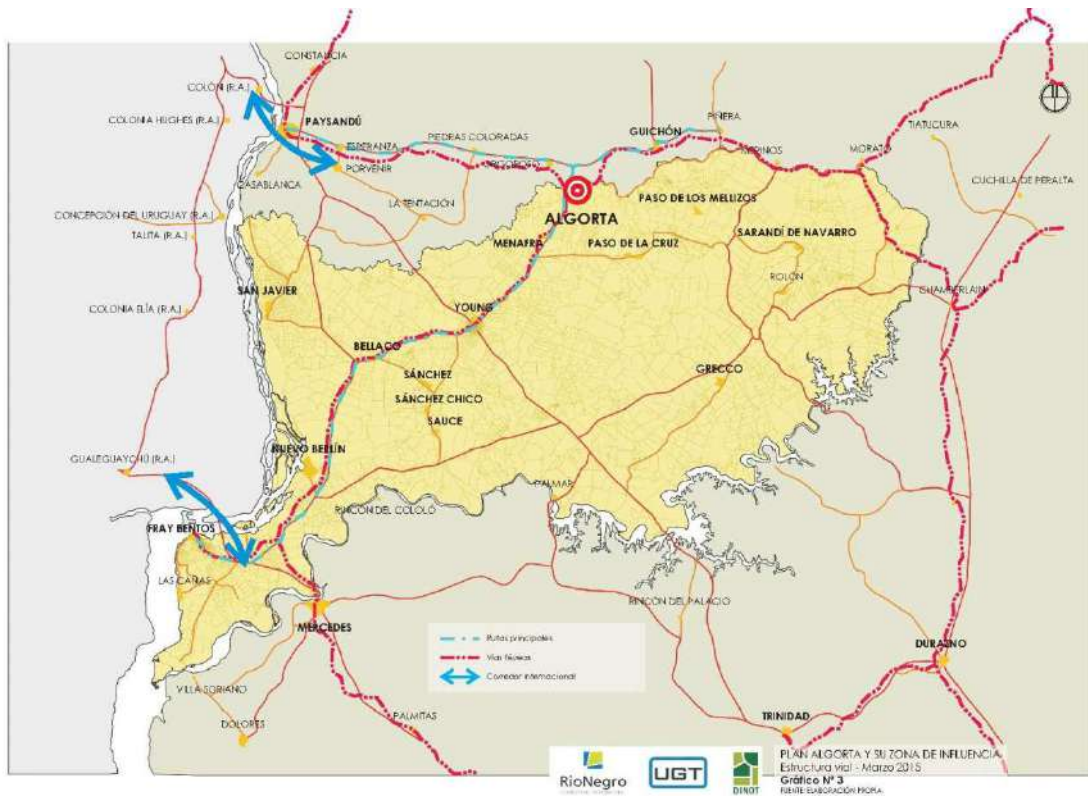 CONSTANCIA
COLÓN (R.A.)
COLONIA HUGHES (R.A.)
PAYSANDÚ
ESPERANZA
PORVENIR
PIEDRAS COLORADAS
ORGOROSO
GUICHÓN
PIÑERA
MERINOS
MORATÓ
TIATUCURA
CUCHILLA DE PERALTA
CASABLANCA
LA TENTACIÓN
CONCEPCIÓN DEL URUGUAY (R.A.)
TALITA (R.A.)
ALGORTA
PASO DE LOS MELLIZOS
MENAFRA
PASO DE LA CRUZ
SARANDÍ DE NAVARRO
ROLÓN
CHAMBERLAIN
SAN JAVIER
COLONIA ELÍA (R.A.)
YOUNG
BELLACO
SÁNCHEZ
SÁNCHEZ CHICO
SAUCE
GRECCO
NUEVO BERLÍN
GUALEGUAYCHÚ (R.A.)
PALMAR
RINCÓN DEL COLOLÓ
FRAY BENTOS
LAS CAÑAS
MERCEDES
RINCÓN DEL PALACIO
DURAZNO
VILLA SORIANO
DOLORES
PALMITAS
TRINIDAD
Rutas principales
Vías férreas
Corredor internacional
RioNegro
UGT
DINOT
PLAN ALGORTA Y SU ZONA DE INFLUENCIA
Estructura vial - Marzo 2015
Gráfico N° 3
FUENTE: ELABORACIÓN PROPIA